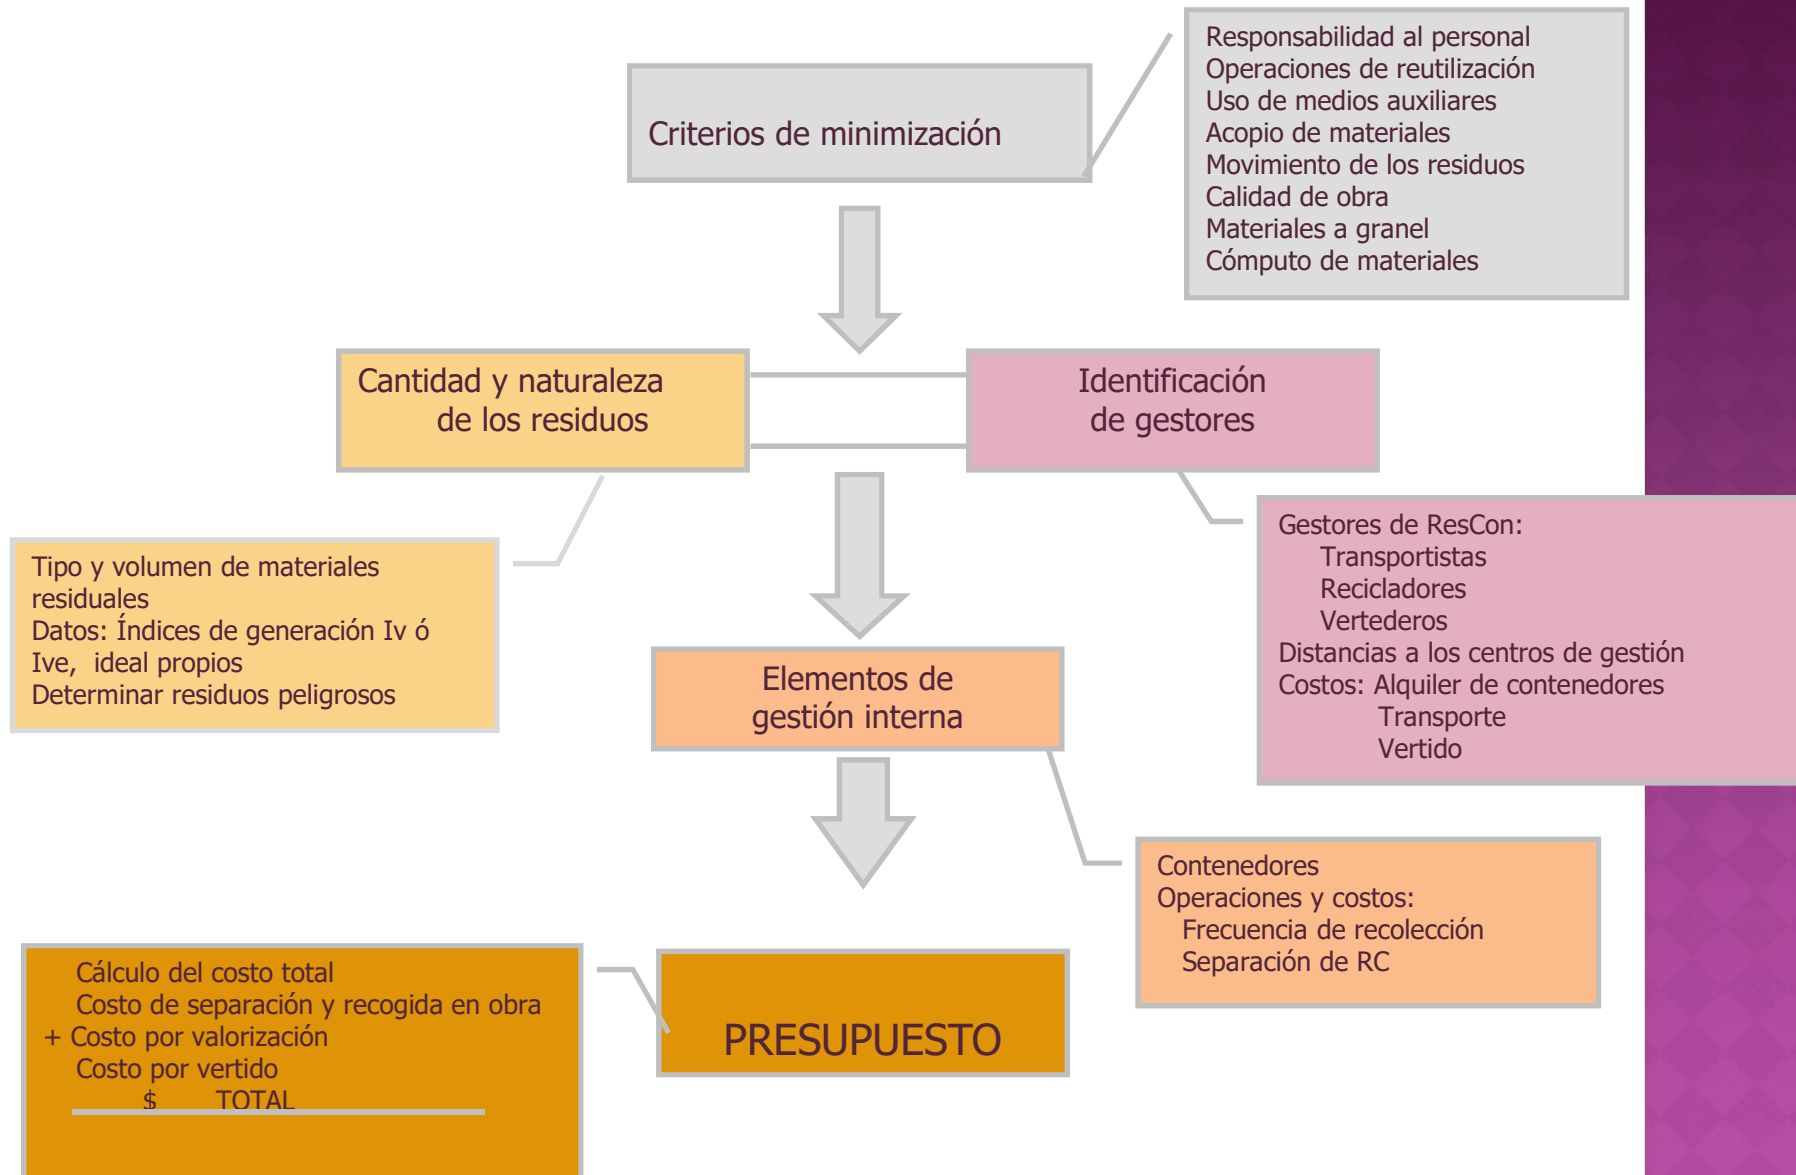 Responsabilidad al personal
Operaciones de reutilización
Uso de medios auxiliares
Acopio de materiales
Movimiento de los residuos
Calidad de obra
Materiales a granel
Cómputo de materiales
Criterios de minimización
Cantidad y naturaleza
de los residuos
Identificación
de gestores
Tipo y volumen de materiales
residuales
Datos: Índices de generación Iv ó
Ive, ideal propios
Determinar residuos peligrosos
Gestores de ResCon:
Transportistas
Recicladores
Vertederos
Distancias a los centros de gestión
Costos: Alquiler de contenedores
Transporte
Vertido
Elementos de
gestión interna
Contenedores
Operaciones y costos:
Frecuencia de recolección
Separación de RC
Cálculo del costo total
Costo de separación y recogida en obra
+ Costo por valorización
Costo por vertido
$ TOTAL
PRESUPUESTO